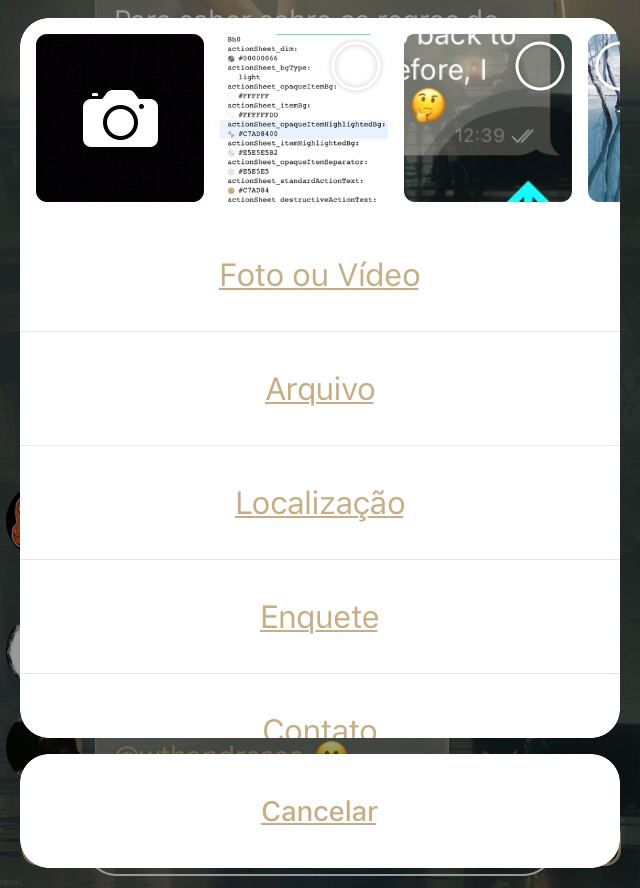 Para saber sobre as regras do
Bh0
actionSheet_dim:
#00000066
actionSheet_bgType:
light
actionSheet_opaqueItemBg:
#FFFFFF
actionSheet_itemBg:
#FFFFFFDD
actionSheet_opaqueItemHighlightedBg:
#C7AD8400
actionSheet_itemHighlightedBg:
#E5E5E5B2
actionSheet_opaqueItemSeparator:
#E5E5E5
actionSheet_standardActionText:
#C7AD84
actionSheet_destructiveActionText:
back to
efore, I
12:39
Foto ou Vídeo
Arquivo
Localização
Enquete
Contato
Cancelar